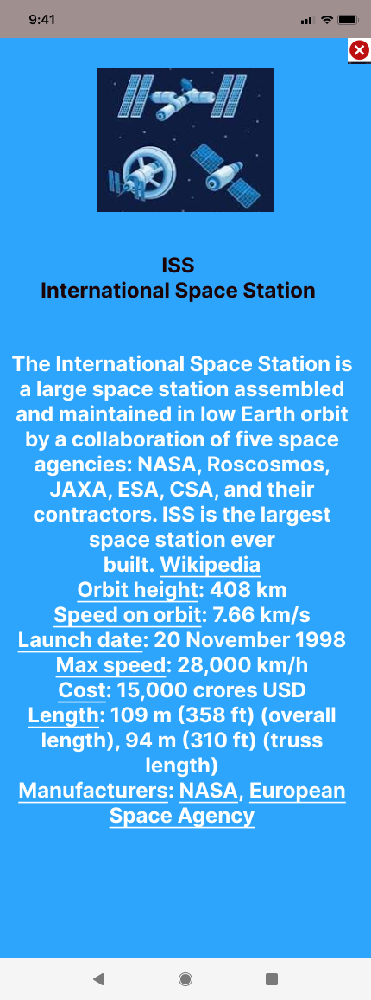 9:41
ISS
International Space Station
The International Space Station is
a large space station assembled
and maintained in low Earth orbit
by a collaboration of five space
agencies: NASA, Roscosmos,
JAXA, ESA, CSA, and their
contractors. ISS is the largest
space station ever
built. Wikipedia
Orbit height: 408 km
Speed on orbit: 7.66 km/s
Launch date: 20 November 1998
Max speed: 28,000 km/h
Cost: 15,000 crores USD
Length: 109 m (358 ft) (overall
length), 94 m (310 ft) (truss
length)
Manufacturers: NASA, European
Space Agency